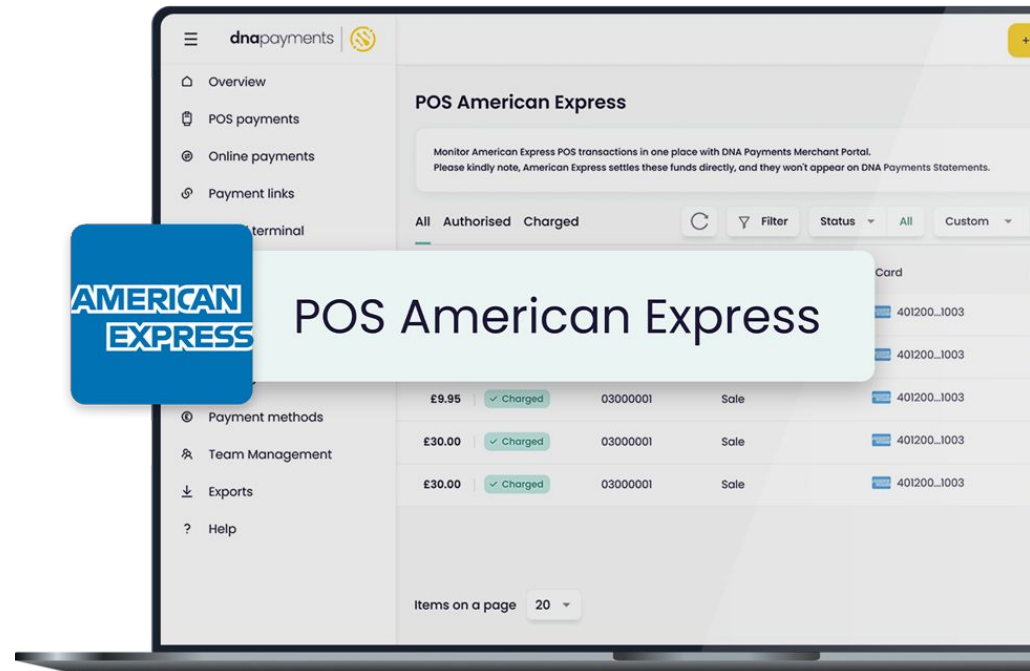 dnapayments
Overview
POS payments
Online payments
Payment links
terminal
Payment methods
Team Management
Exports
? Help
+
POS American Express
Monitor American Express POS transactions in one place with DNA Payments Merchant Portal.
Please kindly note, American Express settles these funds directly, and they won't appear on DNA Payments Statements.
All Authorised Charged Filter Status All Custom
Card
401200...1003
401200...1003
£9.95 Charged 03000001 Sale 401200...1003
£30.00 Charged 03000001 Sale 401200...1003
£30.00 Charged 03000001 Sale 401200...1003
Items on a page 20
AMERICAN
EXPRESS
POS American Express